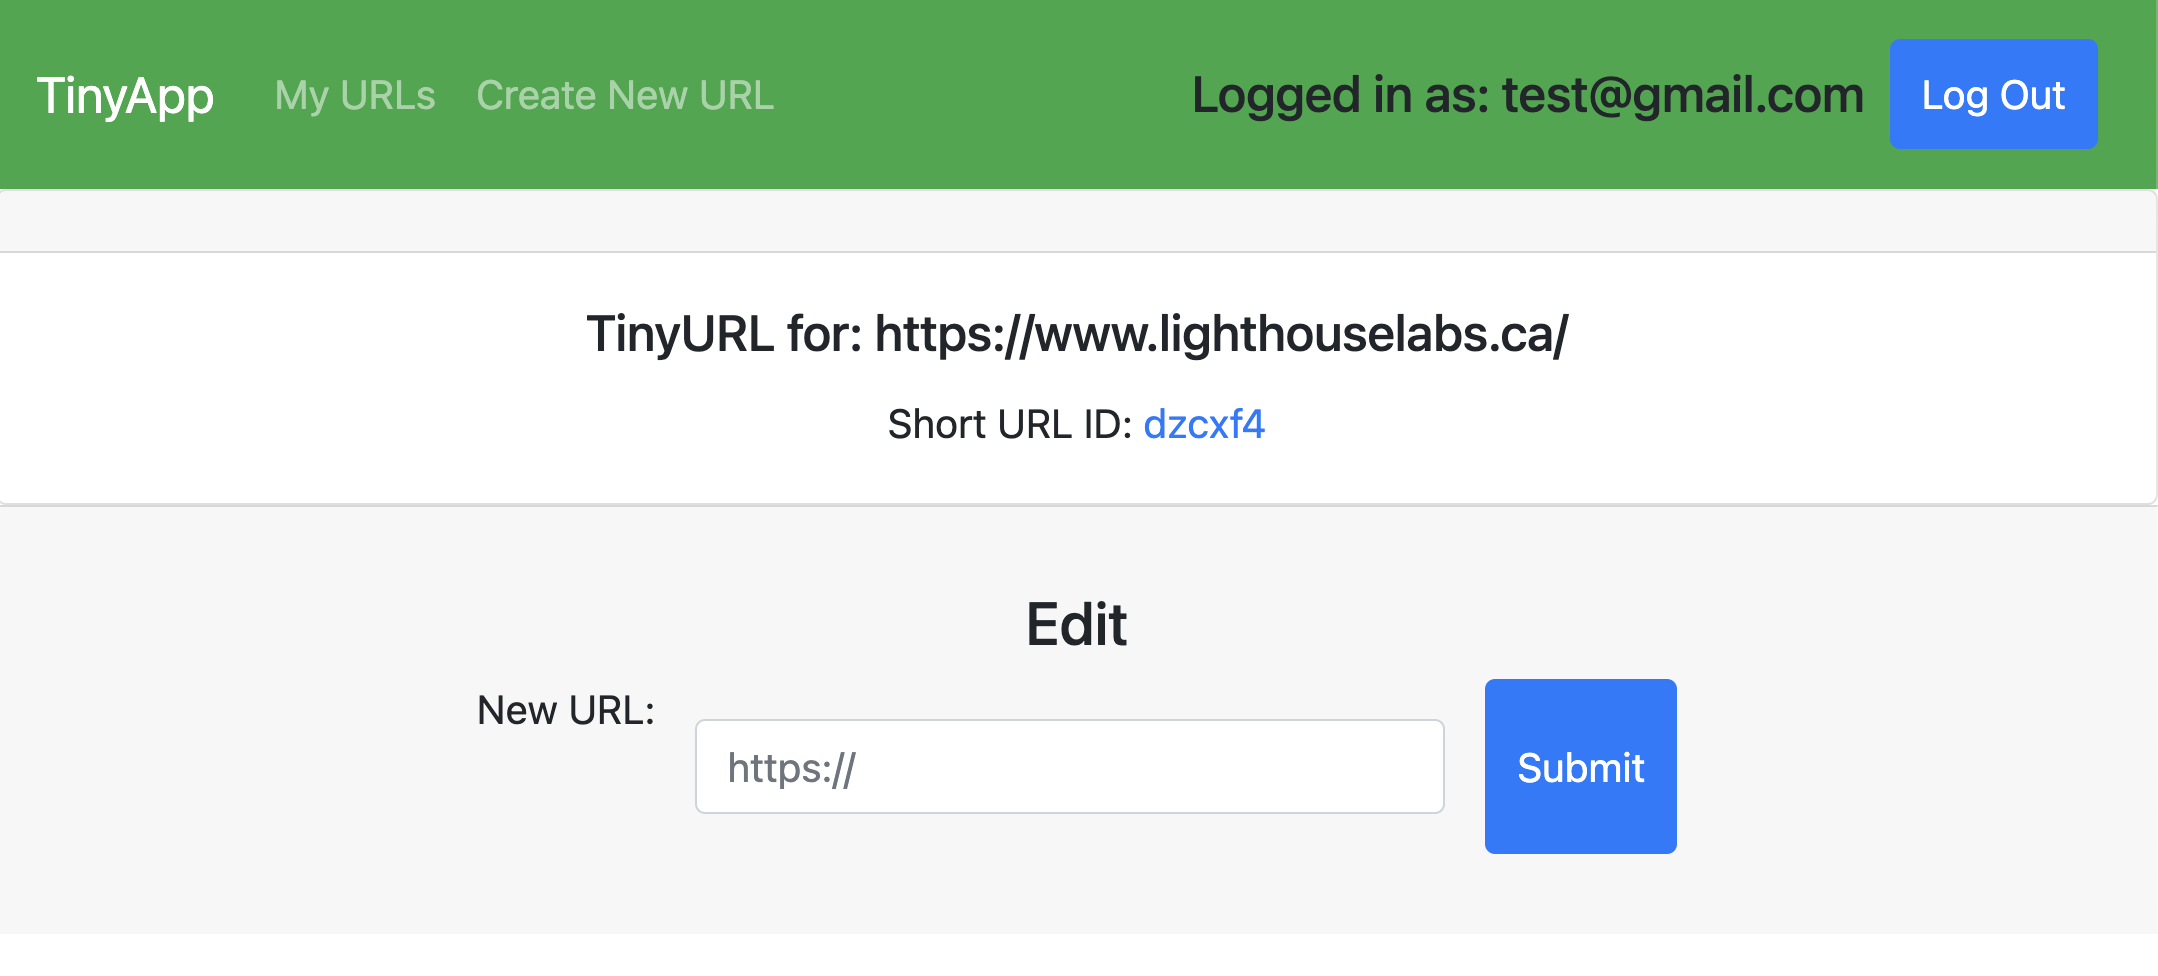 TinyApp My URLs Create New URL Logged in as: test@gmail.com Log Out
TinyURL for: https://www.lighthouselabs.ca/
Short URL ID: dzcxf4
Edit
New URL:
https://
Submit